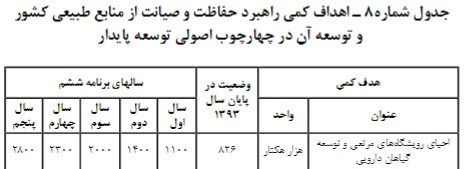 جدول شماره ۸ ـ اهداف کمی راهبرد حفاظت و صیانت از منابع طبیعی کشور
و توسعه آن در چهارچوب اصولی توسعه پایدار
هدف کمی
وضعیت در پایان سال ۱۳۹۳
سالهای برنامه ششم
عنوان
واحد
سال اول
سال دوم
سال سوم
سال چهارم
سال پنجم
احیای رویشگاه‌های مرتعی و توسعه
گیاهان دارویی
هزار هکتار
۸۲۶
۱۱۰۰
۱۴۰۰
۲۰۰۰
۲۳۰۰
۲۸۰۰